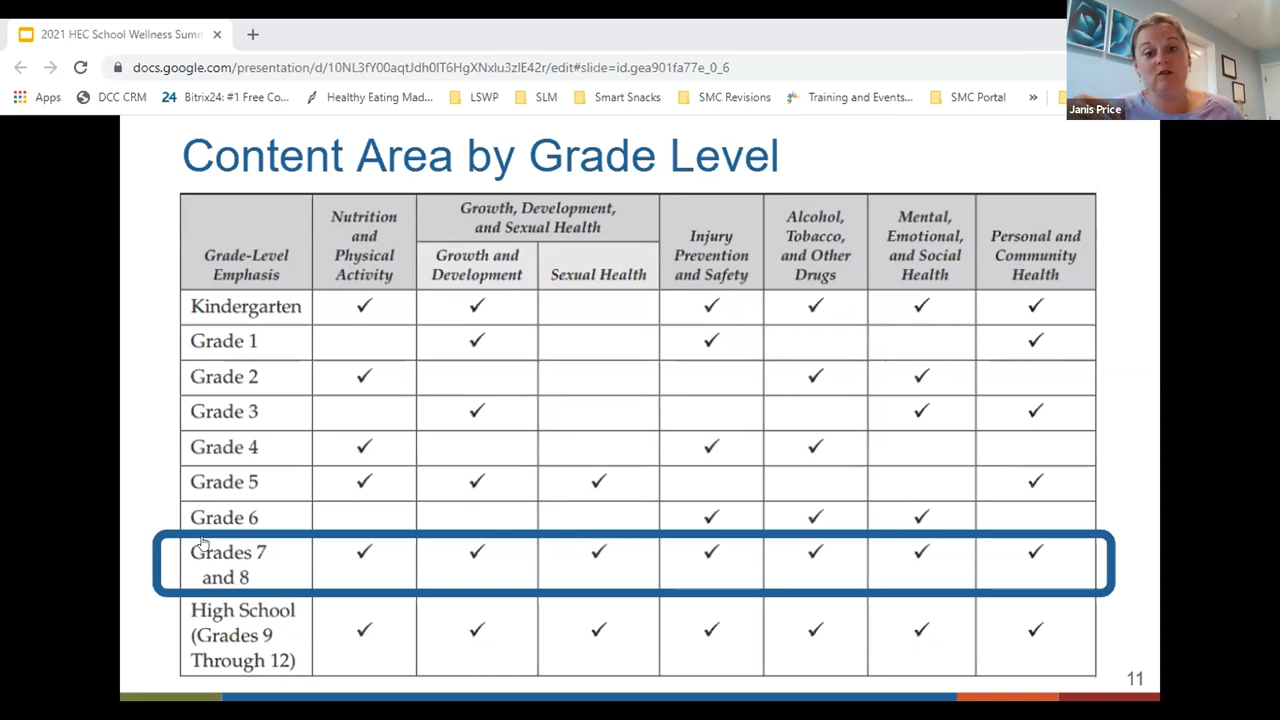 2021 HEC School Wellness Sum
docs.google.com/presentation/d/10NL3fY00aqtJdh0lT6HgXNxlu3zlE42r/edit#slide=id.gea901fa77e_0_6
Apps DCC CRM 24 Bitrix24: #1 Free Co... Healthy Eating Mad... LSWP SLM Smart Snacks SMC Revisions Training and Events... SMC Portal »
Janis Price
Content Area by Grade Level
Grade-Level
Emphasis
Nutrition
and
Physical
Activity
Growth, Development,
and Sexual Health
Growth and
Development
Sexual Health
Injury
Prevention
and Safety
Alcohol,
Tobacco,
and Other
Drugs
Mental,
Emotional,
and Social
Health
Personal and
Community
Health
Kindergarten ✓ ✓ ✓ ✓ ✓ ✓
Grade 1 ✓ ✓ ✓
Grade 2 ✓ ✓ ✓
Grade 3 ✓ ✓ ✓
Grade 4 ✓ ✓ ✓
Grade 5 ✓ ✓ ✓ ✓
Grade 6 ✓ ✓ ✓
Grades 7 ✓ ✓ ✓ ✓ ✓ ✓ ✓
and 8
High School
(Grades 9 ✓ ✓ ✓ ✓ ✓ ✓ ✓
Through 12)
11